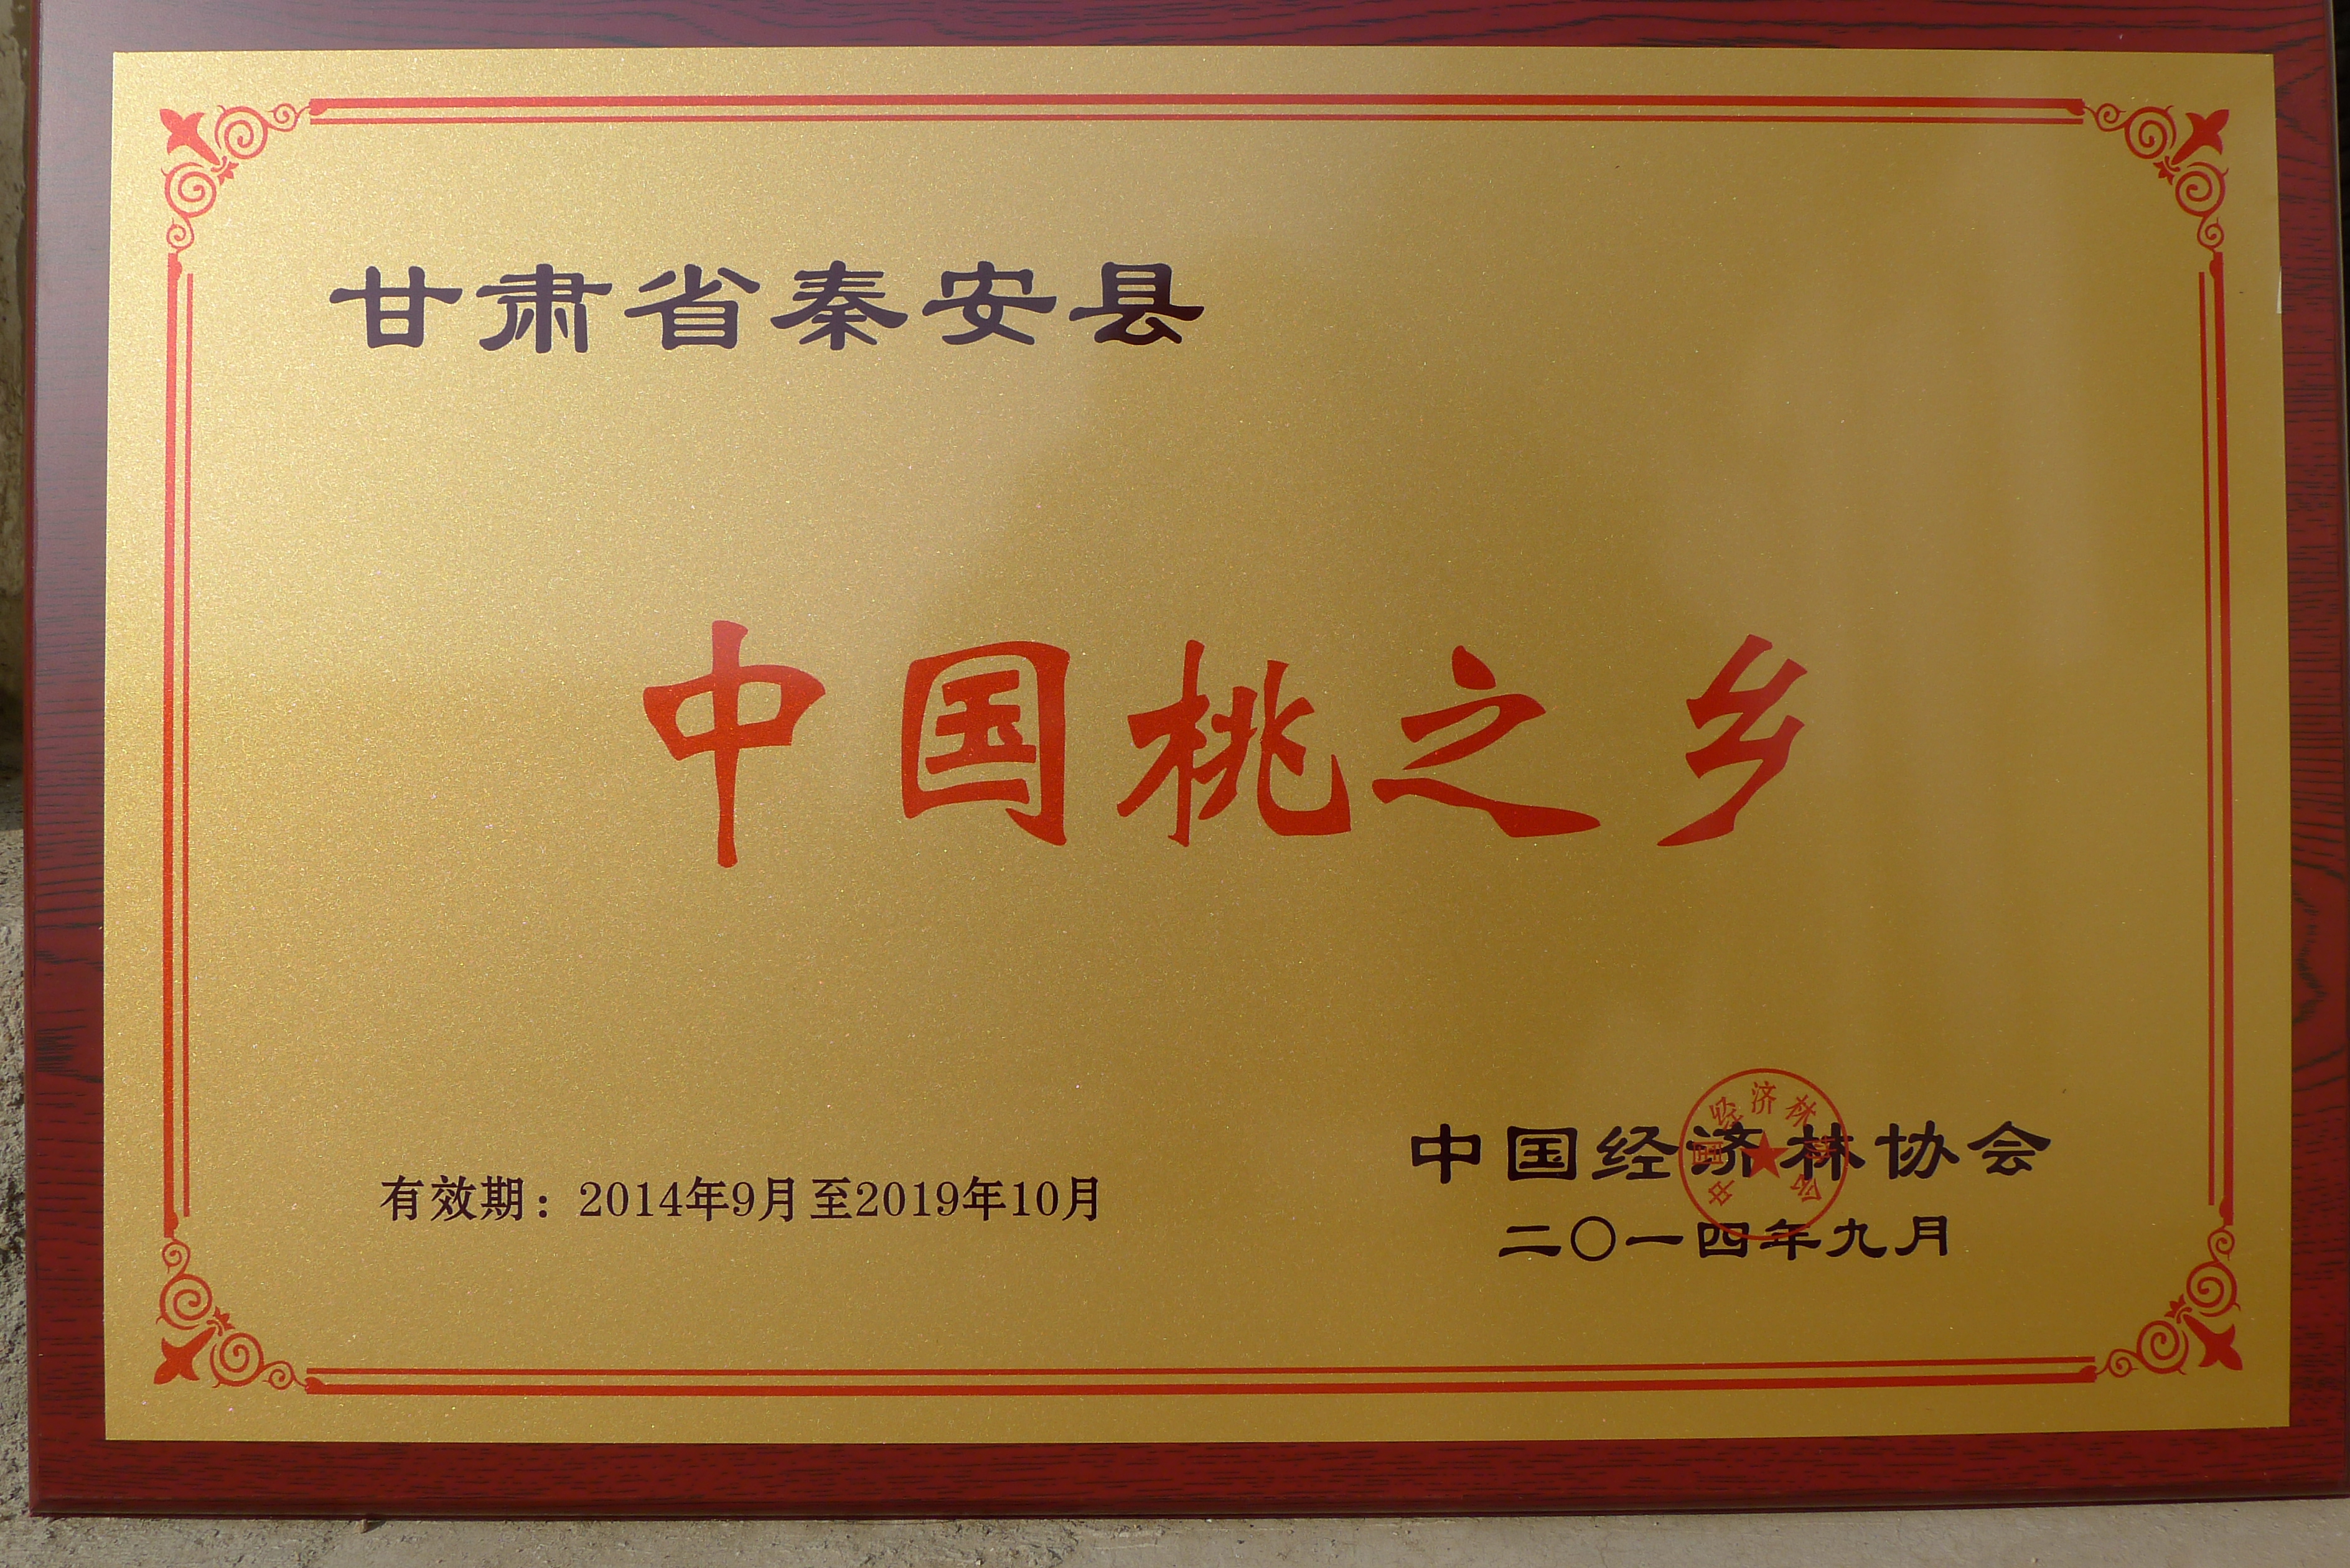 甘肃省秦安县
中国桃之乡
有效期：2014年9月至2019年10月
中国经济林协会
二〇一四年九月